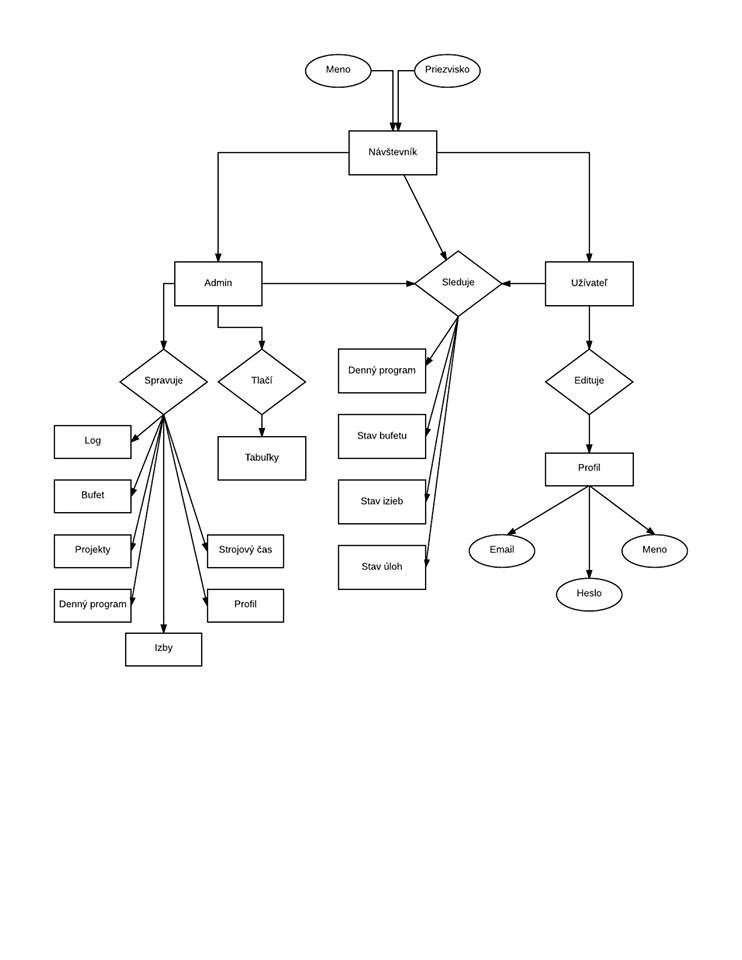 Meno
Priezvisko
Návštevník
Admin
Sleduje
Užívateľ
Spravuje
Tlačí
Denný program
Edituje
Log
Tabuľky
Stav bufetu
Profil
Bufet
Stav izieb
Projekty
Strojový čas
Stav úloh
Email
Meno
Heslo
Denný program
Profil
Izby